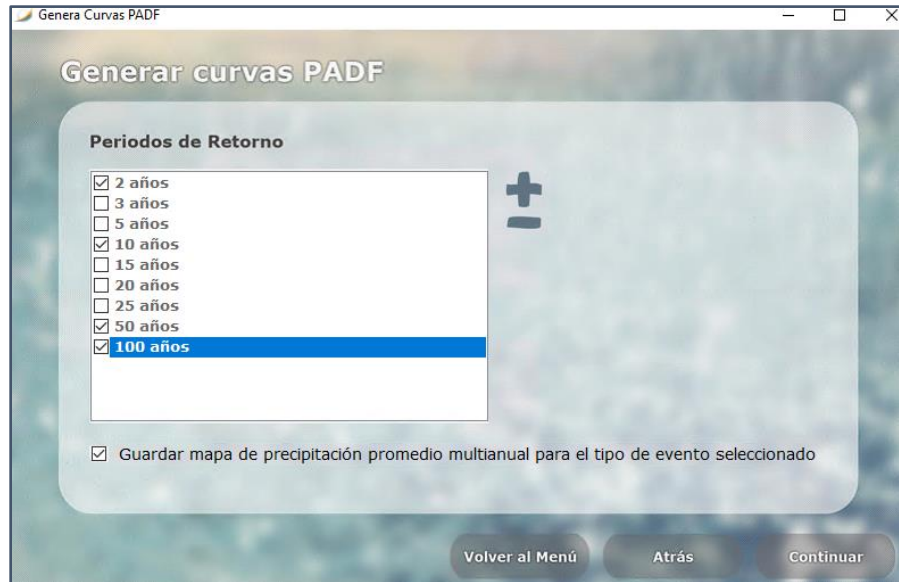 Genera Curvas PADF
Generar curvas PADF
Periodos de Retorno
2 años
3 años
5 años
10 años
15 años
20 años
25 años
50 años
100 años
Guardar mapa de precipitación promedio multianual para el tipo de evento seleccionado
Volver al Menú Atrás Continuar